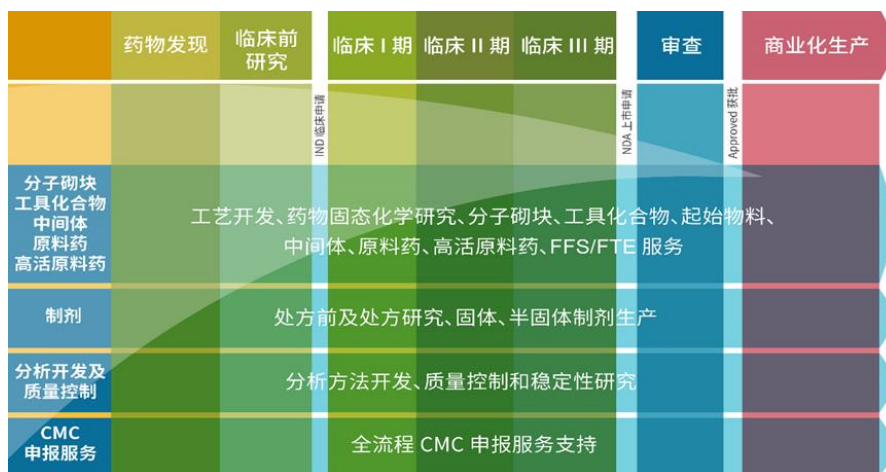 药物发现
临床前
研究
临床 I 期
临床 II 期
临床 III 期
审查
商业化生产
IND 临床申请
NDA 上市申请
Approved 获批
分子砌块
工具化合物
中间体
原料药
高活原料药
工艺开发、药物固态化学研究、分子砌块、工具化合物、起始物料、
中间体、原料药、高活原料药、FFS/FTE 服务
制剂
处方前及处方研究、固体、半固体制剂生产
分析开发及
质量控制
分析方法开发、质量控制和稳定性研究
CMC
申报服务
全流程 CMC 申报服务支持